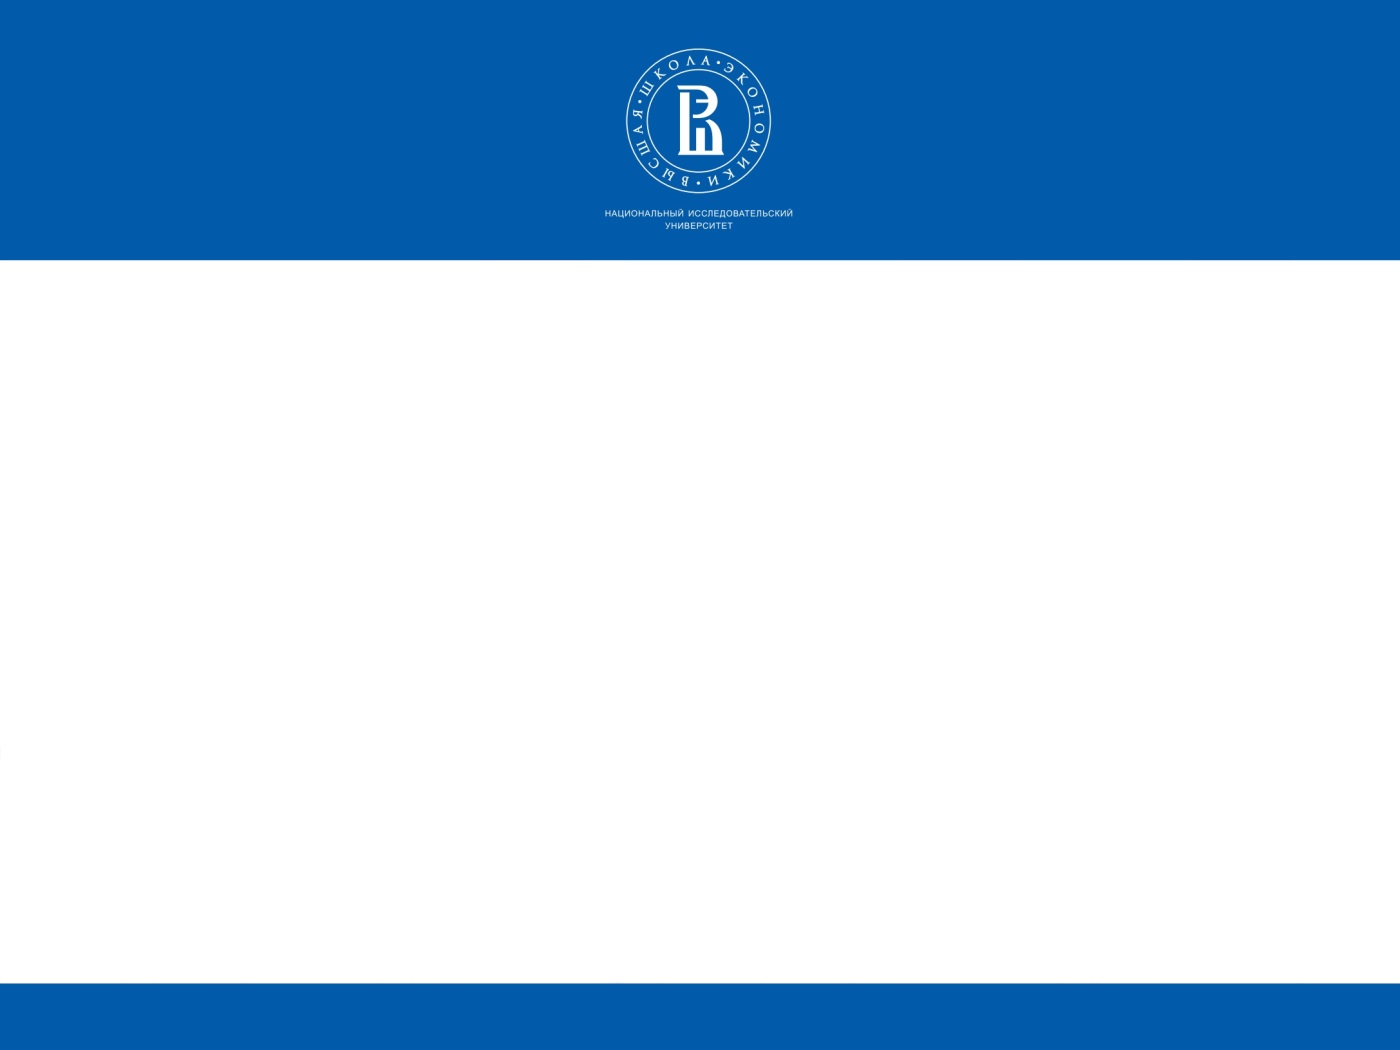 ВЫСШАЯ • ШКОЛА • ЭКОНОМИКИ •
НАЦИОНАЛЬНЫЙ ИССЛЕДОВАТЕЛЬСКИЙ
УНИВЕРСИТЕТ